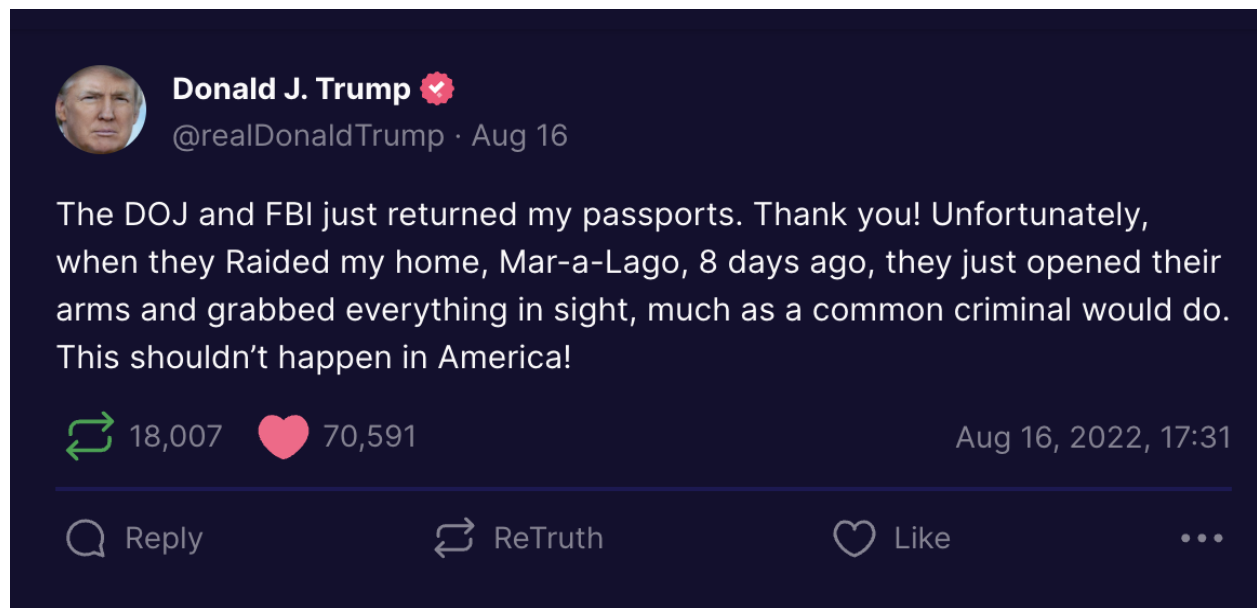 Donald J. Trump
@realDonaldTrump · Aug 16
The DOJ and FBI just returned my passports. Thank you! Unfortunately,
when they Raided my home, Mar-a-Lago, 8 days ago, they just opened their
arms and grabbed everything in sight, much as a common criminal would do.
This shouldn’t happen in America!
18,007 70,591 Aug 16, 2022, 17:31
Reply ReTruth Like